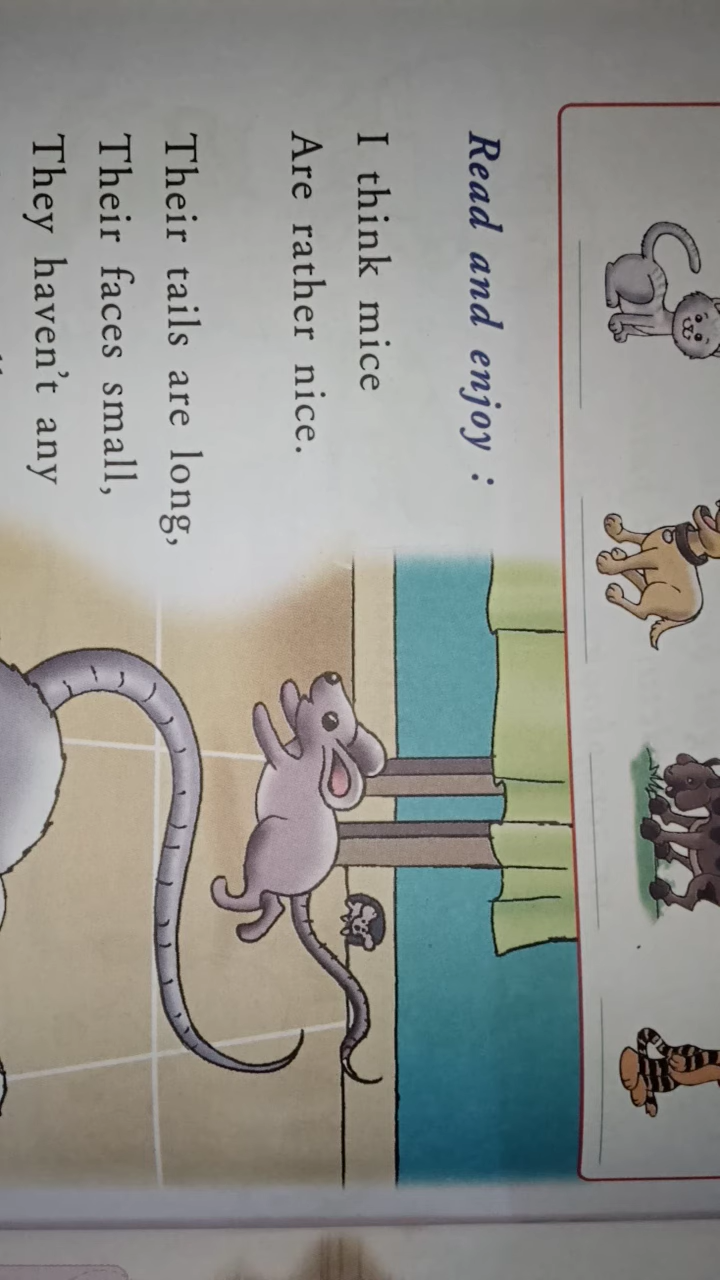 Read and enjoy :
I think mice
Are rather nice.
Their tails are long,
Their faces small,
They haven't any